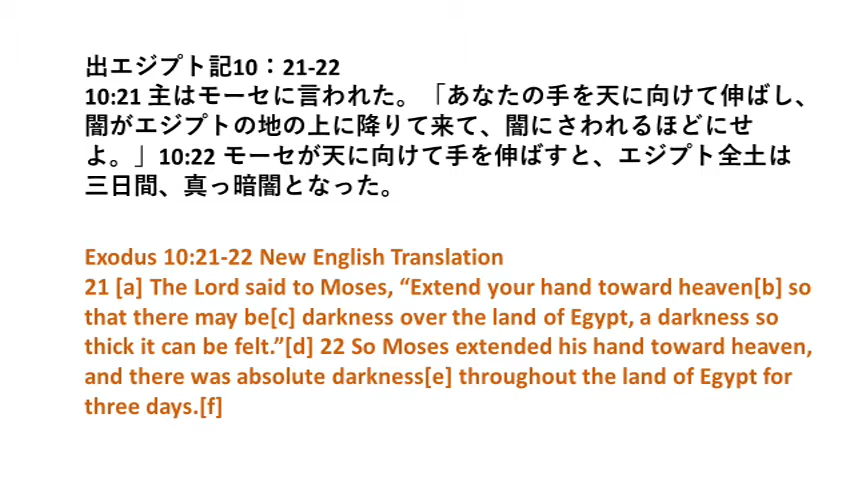 出エジプト記10：21-22
10:21 主はモーセに言われた。「あなたの手を天に向けて伸ばし、
闇がエジプトの地の上に降りて来て、闇にさわれるほどにせ
よ。」10:22 モーセが天に向けて手を伸ばすと、エジプト全土は
三日間、真っ暗闇となった。
Exodus 10:21-22 New English Translation
21 [a] The Lord said to Moses, “Extend your hand toward heaven[b] so
that there may be[c] darkness over the land of Egypt, a darkness so
thick it can be felt.”[d] 22 So Moses extended his hand toward heaven,
and there was absolute darkness[e] throughout the land of Egypt for
three days.[f]